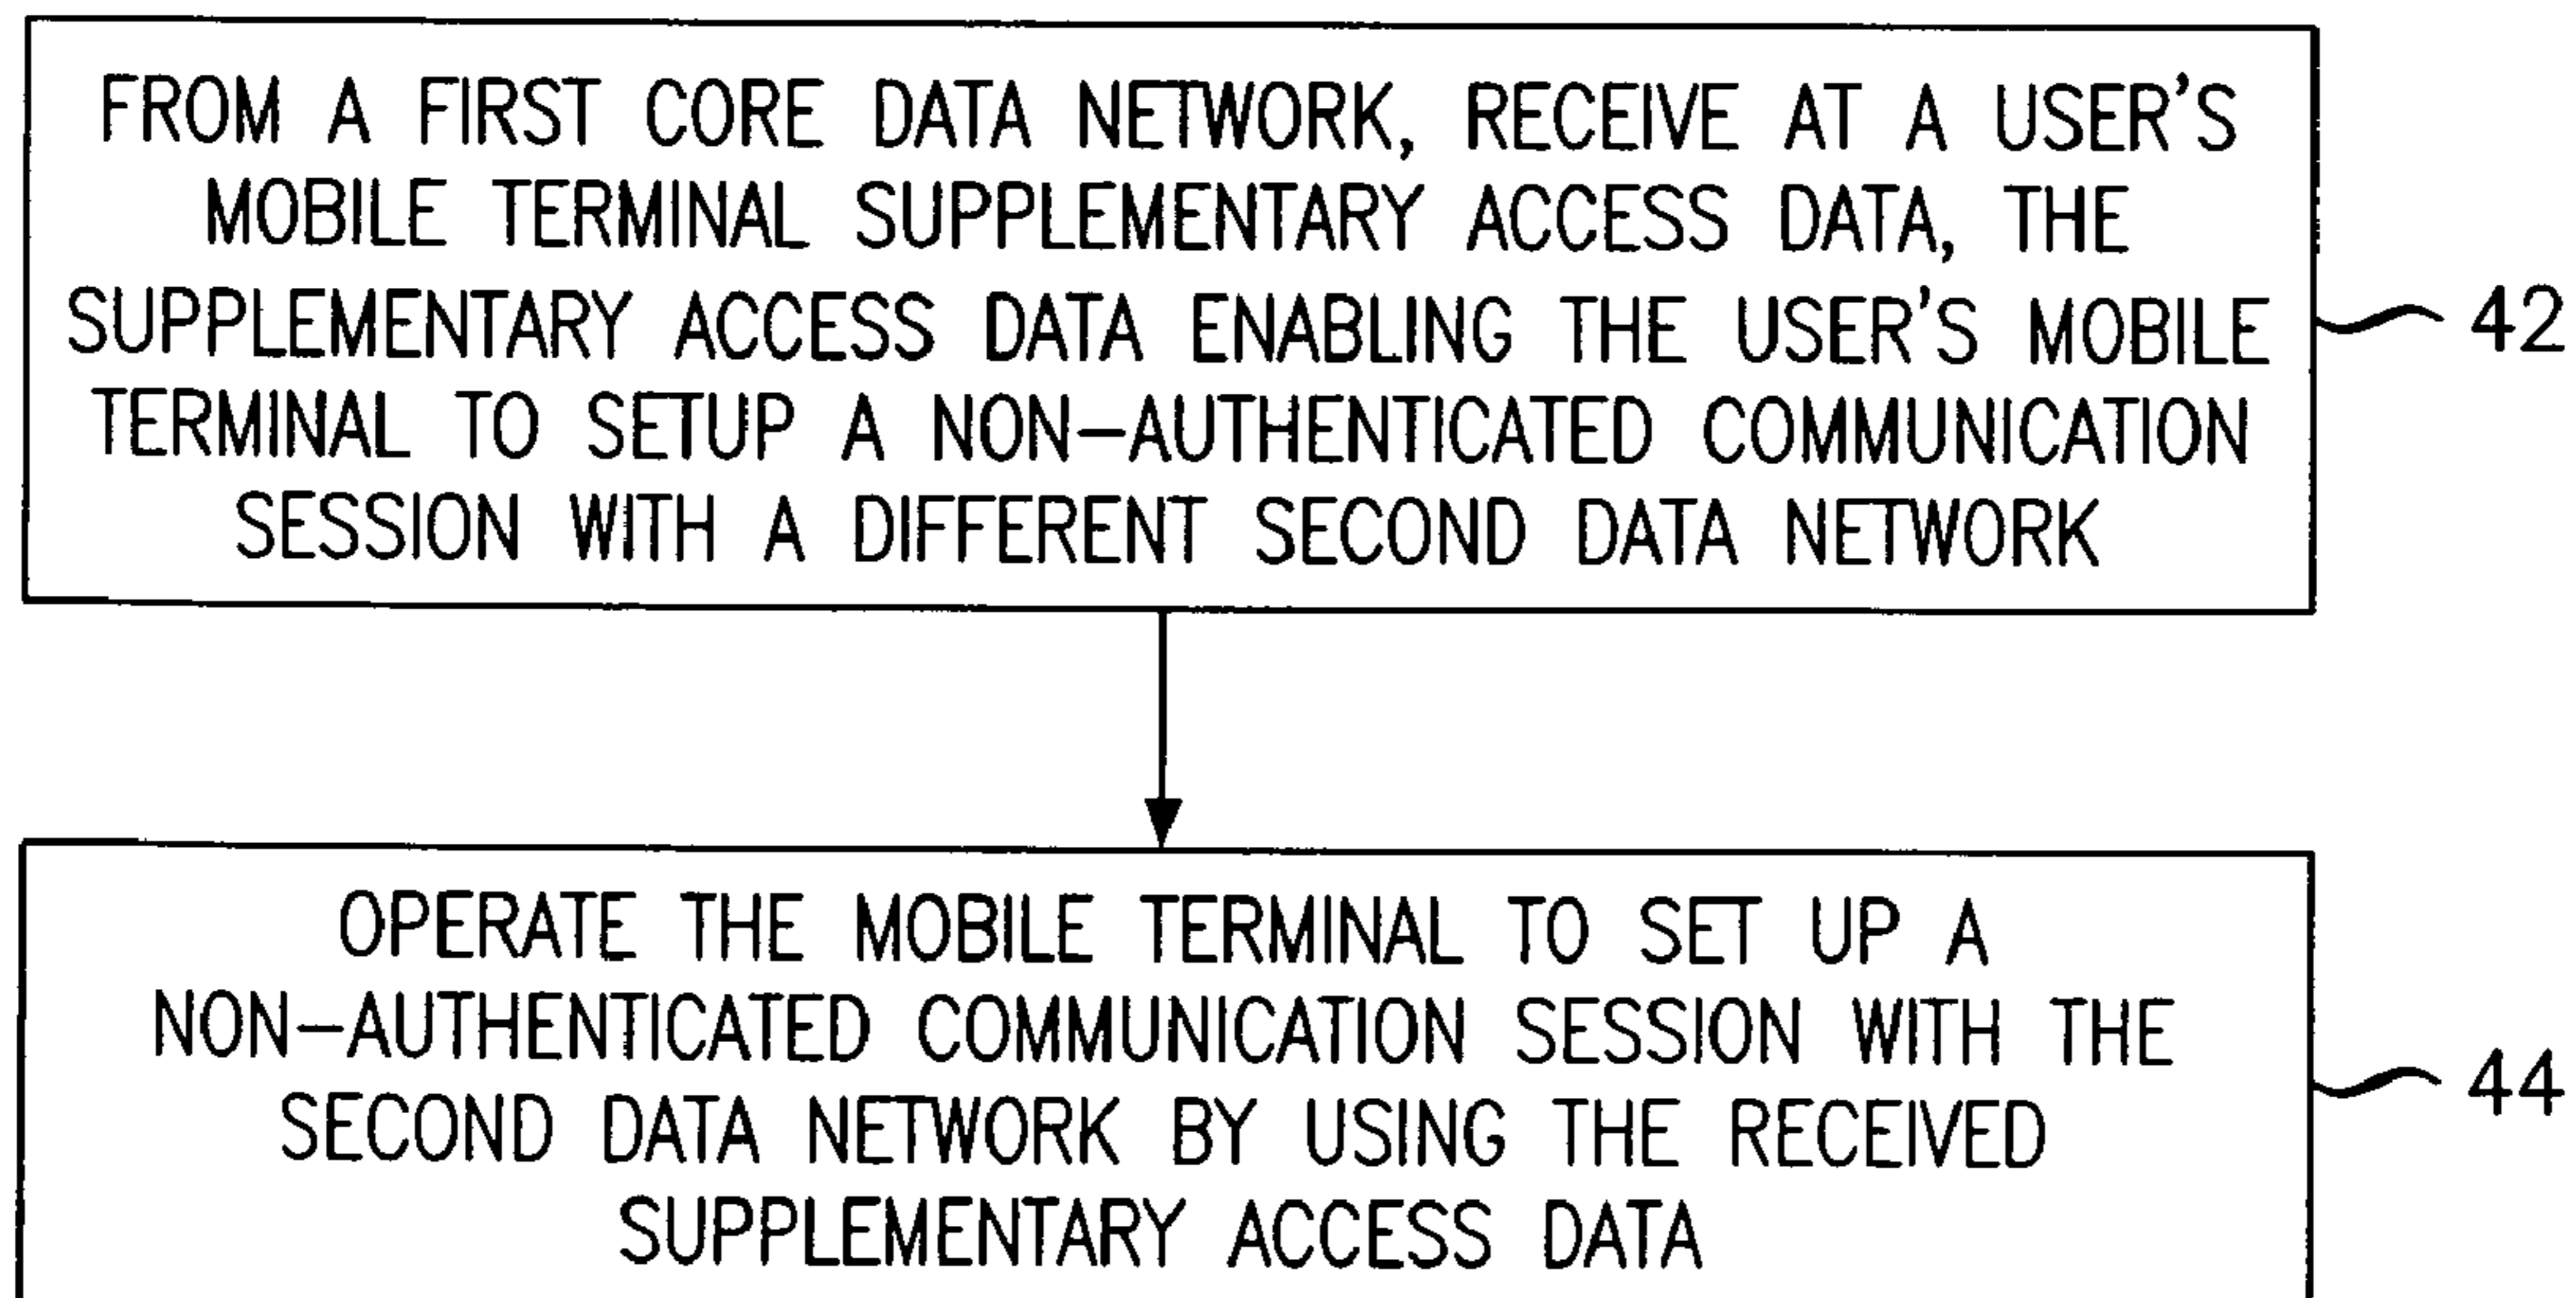 FROM A FIRST CORE DATA NETWORK, RECEIVE AT A USER'S
MOBILE TERMINAL SUPPLEMENTARY ACCESS DATA, THE
SUPPLEMENTARY ACCESS DATA ENABLING THE USER'S MOBILE
TERMINAL TO SETUP A NON-AUTHENTICATED COMMUNICATION
SESSION WITH A DIFFERENT SECOND DATA NETWORK
42
OPERATE THE MOBILE TERMINAL TO SET UP A
NON-AUTHENTICATED COMMUNICATION SESSION WITH THE
SECOND DATA NETWORK BY USING THE RECEIVED
SUPPLEMENTARY ACCESS DATA
44